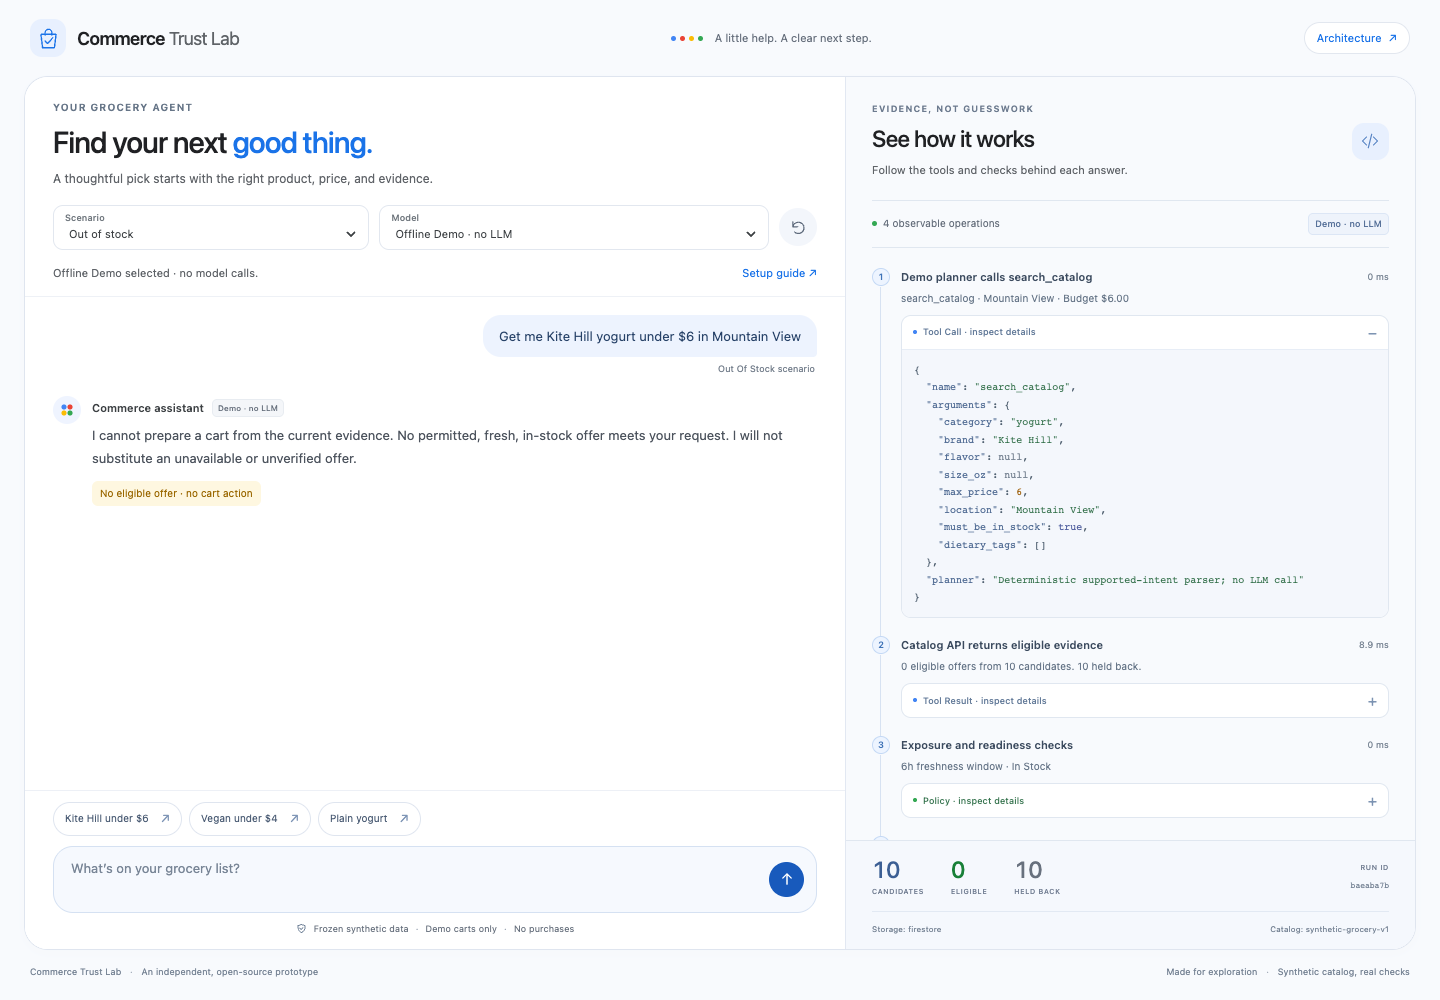 Commerce Trust Lab
A little help. A clear next step.
Architecture ↗
YOUR GROCERY AGENT
Find your next good thing.
A thoughtful pick starts with the right product, price, and evidence.
Scenario
Out of stock
Model
Offline Demo · no LLM
Offline Demo selected · no model calls.
Setup guide ↗
Get me Kite Hill yogurt under $6 in Mountain View
Out Of Stock scenario
Commerce assistant
Demo · no LLM
I cannot prepare a cart from the current evidence. No permitted, fresh, in-stock offer meets your request. I will not
substitute an unavailable or unverified offer.
No eligible offer · no cart action
Kite Hill under $6 ↗
Vegan under $4 ↗
Plain yogurt ↗
What's on your grocery list?
Frozen synthetic data · Demo carts only · No purchases
EVIDENCE, NOT GUESSWORK
See how it works
Follow the tools and checks behind each answer.
4 observable operations
Demo · no LLM
1
Demo planner calls search_catalog
0 ms
search_catalog · Mountain View · Budget $6.00
Tool Call · inspect details
{
"name": "search_catalog",
"arguments": {
"category": "yogurt",
"brand": "Kite Hill",
"flavor": null,
"size_oz": null,
"max_price": 6,
"location": "Mountain View",
"must_be_in_stock": true,
"dietary_tags": []
},
"planner": "Deterministic supported-intent parser; no LLM call"
}
2
Catalog API returns eligible evidence
8.9 ms
0 eligible offers from 10 candidates. 10 held back.
Tool Result · inspect details
3
Exposure and readiness checks
0 ms
6h freshness window · In Stock
Policy · inspect details
10
CANDIDATES
0
ELIGIBLE
10
HELD BACK
RUN ID
baeaba7b
Storage: firestore
Catalog: synthetic-grocery-v1
Commerce Trust Lab · An independent, open-source prototype
Made for exploration · Synthetic catalog, real checks